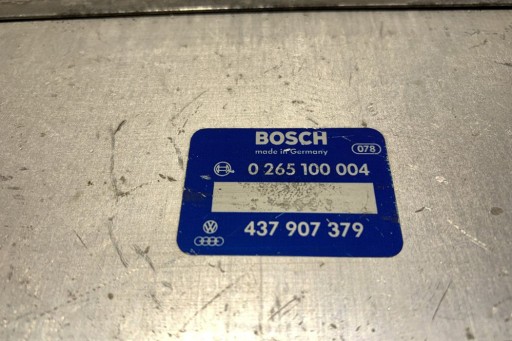 BOSCH
made in Germany
078
0 265 100 004
437 907 379